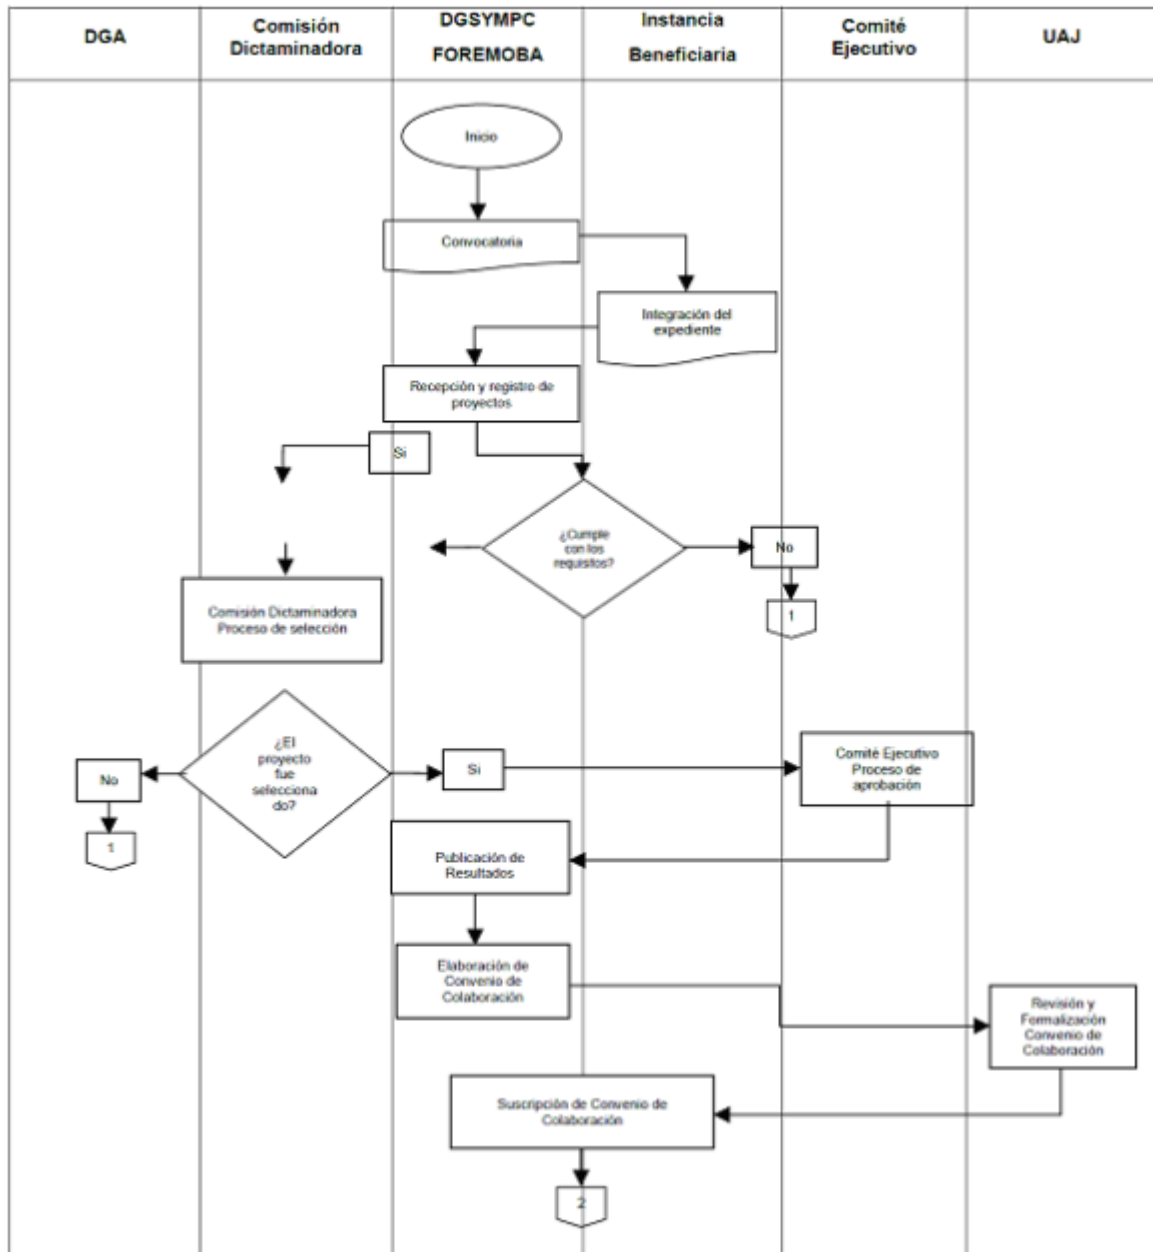 DGA
Comisión
Dictaminadora
DGSYMPC
FOREMOBA
Instancia
Beneficiaria
Comité
Ejecutivo
UAJ
Inicio
Convocatoria
Integración del
expediente
Recepción y registro de
proyectos
Si
¿Cumple
con los
requisitos?
No
1
Comisión Dictaminadora
Proceso de selección
¿El
proyecto
fue
selecciona
do?
No
1
Si
Comité Ejecutivo
Proceso de
aprobación
Publicación de
Resultados
Elaboración de
Convenio de
Colaboración
Revisión y
Formalización
Convenio de
Colaboración
Suscripción de Convenio de
Colaboración
2